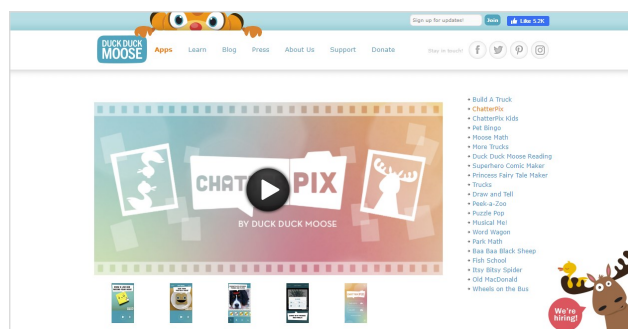 Sign up for updates!
Join
Like 5.2K
DUCK DUCK
MOOSE
Apps
Learn
Blog
Press
About Us
Support
Donate
Stay in touch!
CHATTERPIX
BY DUCK DUCK MOOSE
• Build A Truck
• ChatterPix
• ChatterPix Kids
• Pet Bingo
• Moose Math
• More Trucks
• Duck Duck Moose Reading
• Superhero Comic Maker
• Princess Fairy Tale Maker
• Trucks
• Draw and Tell
• Peek-a-Zoo
• Puzzle Pop
• Musical Me!
• Word Wagon
• Park Math
• Baa Baa Black Sheep
• Fish School
• Itsy Bitsy Spider
• Old MacDonald
• Wheels on the Bus
We're
hiring!